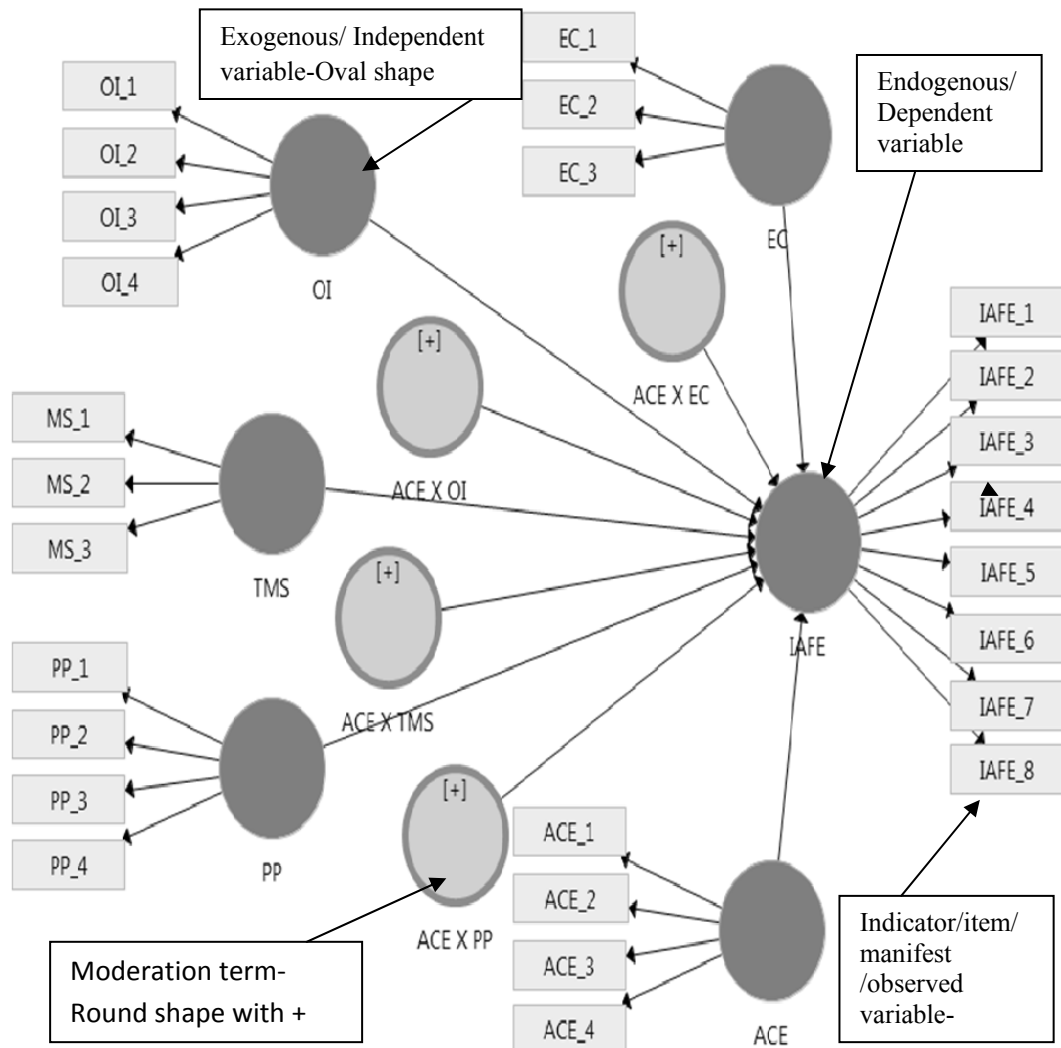 Exogenous/ Independent
variable-Oval shape
OI_1
OI_2
OI_3
OI_4
OI
EC_1
EC_2
EC_3
EC
Endogenous/
Dependent
variable
[+]
ACE X EC
[+]
ACE X OI
MS_1
MS_2
MS_3
TMS
[+]
ACE X TMS
IAFE
IAFE_1
IAFE_2
IAFE_3
IAFE_4
IAFE_5
IAFE_6
IAFE_7
IAFE_8
PP_1
PP_2
PP_3
PP_4
PP
[+]
ACE X PP
ACE_1
ACE_2
ACE_3
ACE_4
ACE
Moderation term-
Round shape with +
Indicator/item/
manifest
/observed
variable-